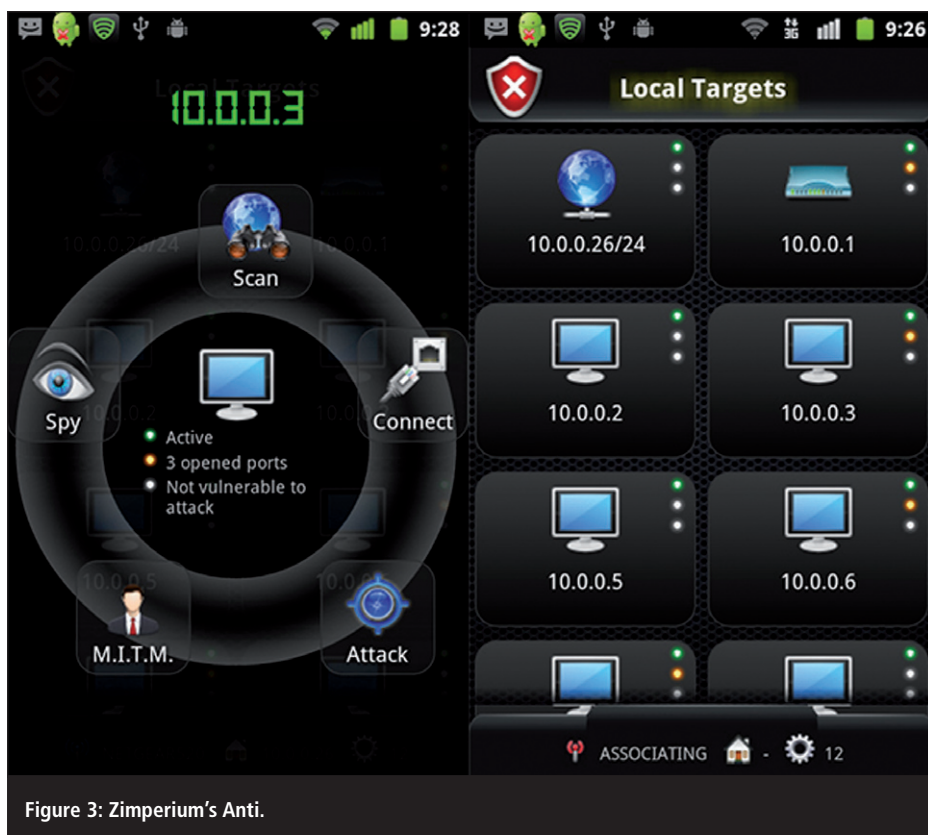 9:28
10.0.0.3
Scan
Spy
Connect
Active
3 opened ports
Not vulnerable to
attack
M.I.T.M.
Attack
3G
9:26
Local Targets
10.0.0.26/24
10.0.0.1
10.0.0.2
10.0.0.3
10.0.0.5
10.0.0.6
ASSOCIATING - 12
Figure 3: Zimperium's Anti.